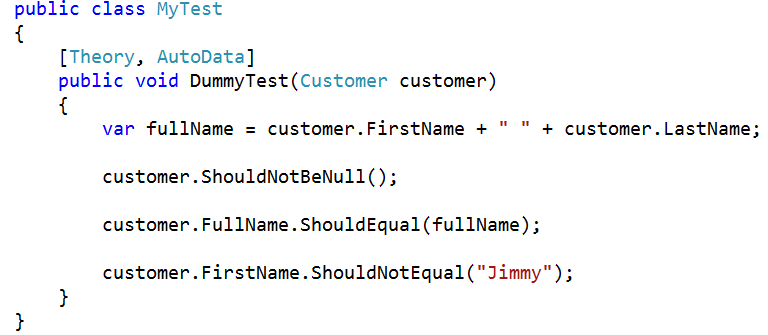 public class MyTest
{
    [Theory, AutoData]
    public void DummyTest(Customer customer)
    {
        var fullName = customer.FirstName + " " + customer.LastName;

        customer.ShouldNotBeNull();

        customer.FullName.ShouldEqual(fullName);

        customer.FirstName.ShouldNotEqual("Jimmy");
    }
}